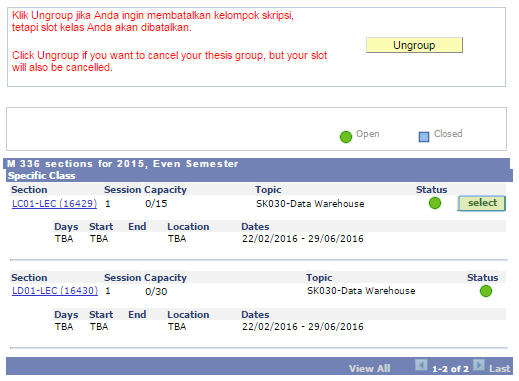 Klik Ungroup jika Anda ingin membatalkan kelompok skripsi,
tetapi slot kelas Anda akan dibatalkan.
Click Ungroup if you want to cancel your thesis group, but your slot
will also be cancelled.
Ungroup
Open Closed
M 336 sections for 2015, Even Semester
Specific Class
Section Session Capacity Topic Status
LC01-LEC (16429) 1 0/15 SK030-Data Warehouse select
Days Start End Location Dates
TBA TBA TBA 22/02/2016 - 29/06/2016
Section Session Capacity Topic Status
LD01-LEC (16430) 1 0/30 SK030-Data Warehouse
Days Start End Location Dates
TBA TBA TBA 22/02/2016 - 29/06/2016
View All 1-2 of 2 Last